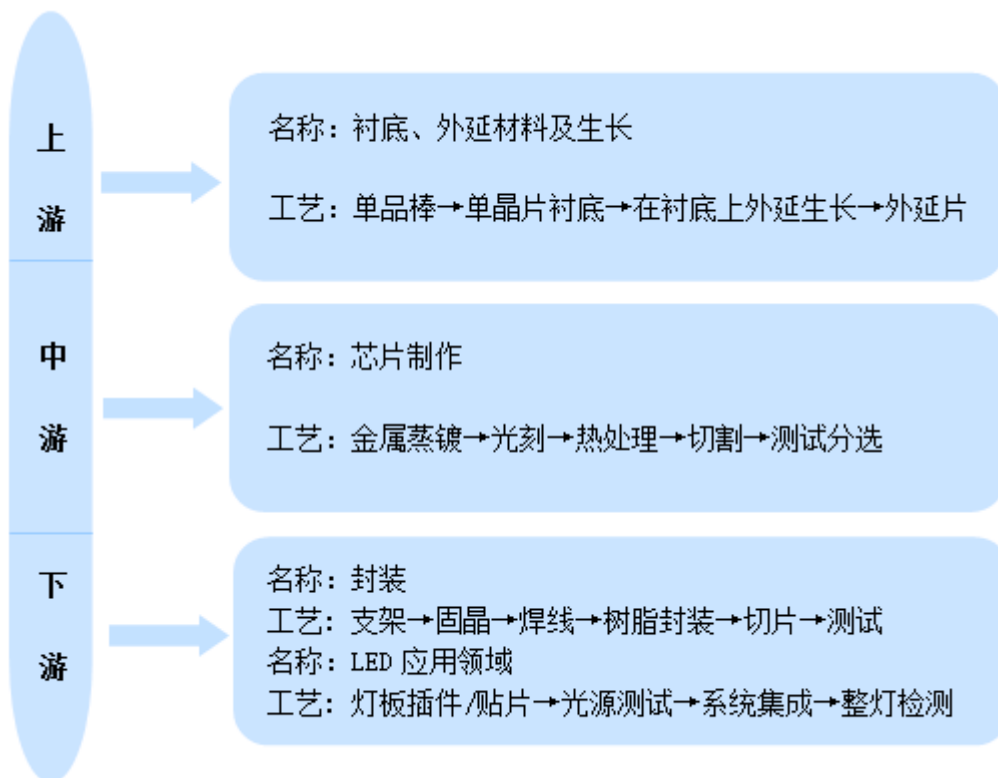 上游
名称：衬底、外延材料及生长
工艺：单品棒→单晶片衬底→在衬底上外延生长→外延片
中游
名称：芯片制作
工艺：金属蒸镀→光刻→热处理→切割→测试分选
下游
名称：封装
工艺：支架→固晶→焊线→树脂封装→切片→测试
名称：LED 应用领域
工艺：灯板插件/贴片→光源测试→系统集成→整灯检测